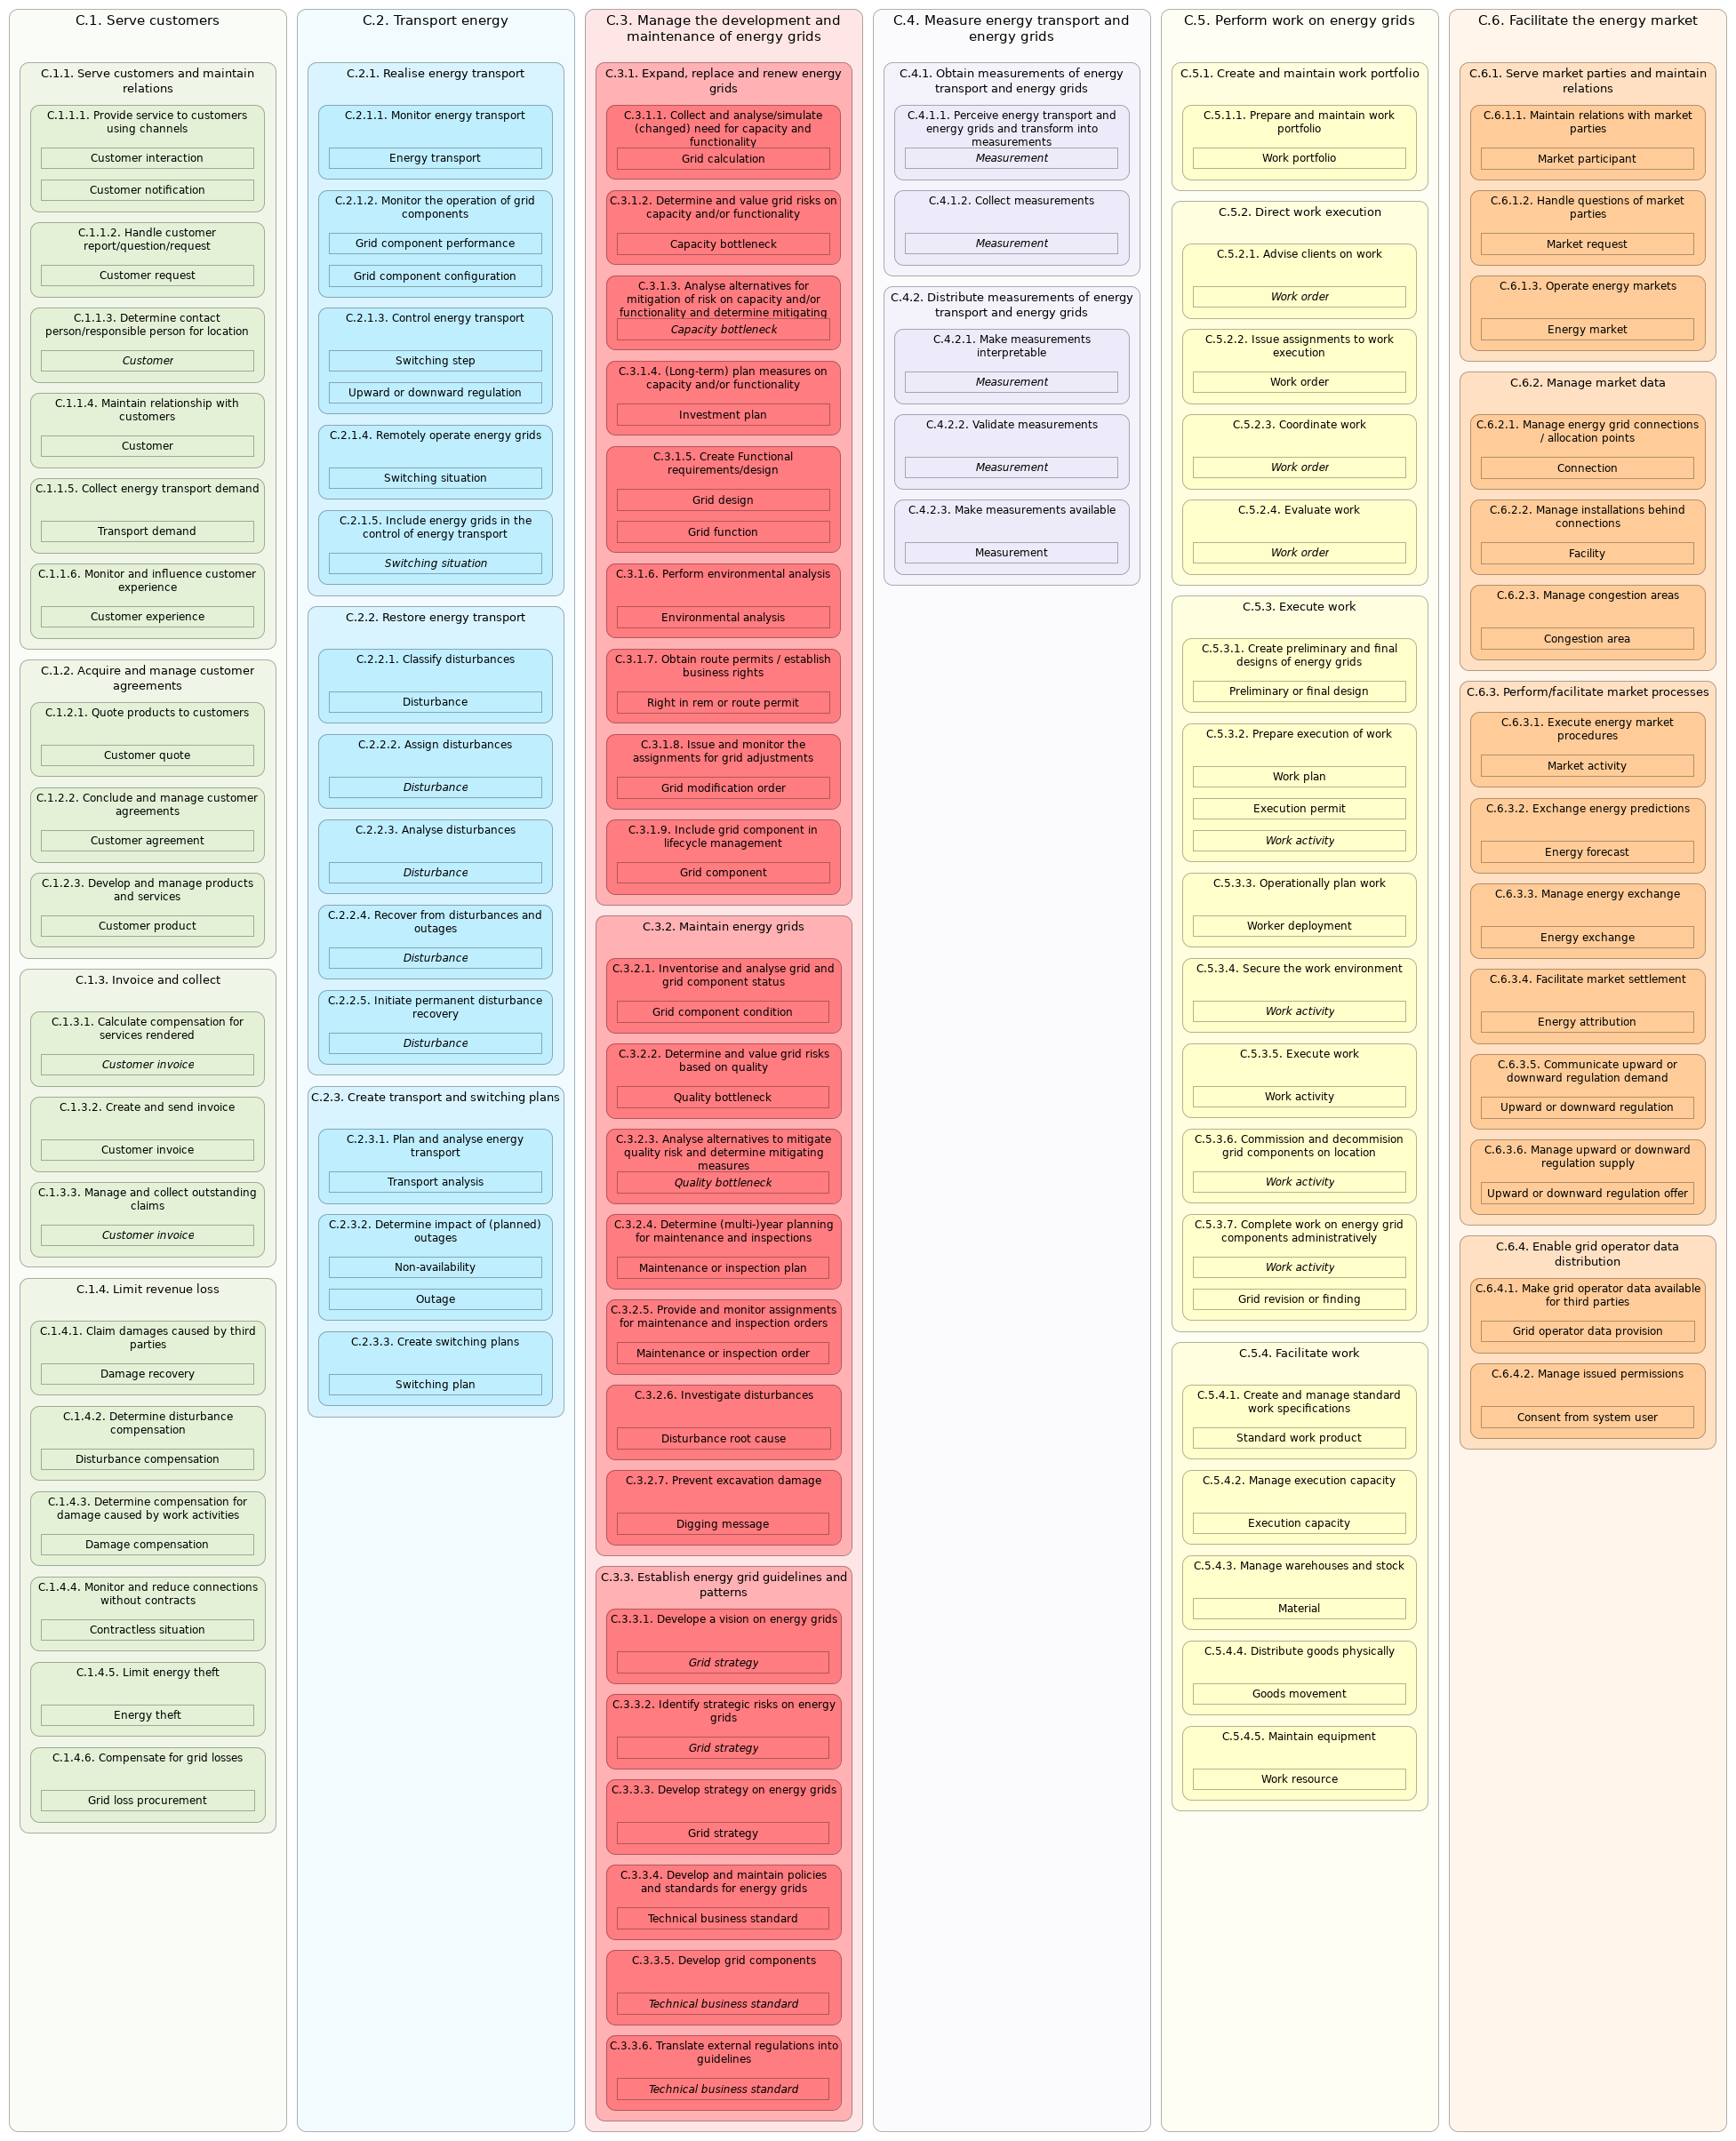 C.1. Serve customers
C.1.1. Serve customers and maintain
relations
C.1.1.1. Provide service to customers
using channels
Customer interaction
Customer notification
C.1.1.2. Handle customer
report/question/request
Customer request
C.1.1.3. Determine contact
person/responsible person for location
Customer
C.1.1.4. Maintain relationship with
customers
Customer
C.1.1.5. Collect energy transport demand
Transport demand
C.1.1.6. Monitor and influence customer
experience
Customer experience
C.1.2. Acquire and manage customer
agreements
C.1.2.1. Quote products to customers
Customer quote
C.1.2.2. Conclude and manage customer
agreements
Customer agreement
C.1.2.3. Develop and manage products
and services
Customer product
C.1.3. Invoice and collect
C.1.3.1. Calculate compensation for
services rendered
Customer invoice
C.1.3.2. Create and send invoice
Customer invoice
C.1.3.3. Manage and collect outstanding
claims
Customer invoice
C.1.4. Limit revenue loss
C.1.4.1. Claim damages caused by third
parties
Damage recovery
C.1.4.2. Determine disturbance
compensation
Disturbance compensation
C.1.4.3. Determine compensation for
damage caused by work activities
Damage compensation
C.1.4.4. Monitor and reduce connections
without contracts
Contractless situation
C.1.4.5. Limit energy theft
Energy theft
C.1.4.6. Compensate for grid losses
Grid loss procurement
C.2. Transport energy
C.2.1. Realise energy transport
C.2.1.1. Monitor energy transport
Energy transport
C.2.1.2. Monitor the operation of grid
components
Grid component performance
Grid component configuration
C.2.1.3. Control energy transport
Switching step
Upward or downward regulation
C.2.1.4. Remotely operate energy grids
Switching situation
C.2.1.5. Include energy grids in the
control of energy transport
Switching situation
C.2.2. Restore energy transport
C.2.2.1. Classify disturbances
Disturbance
C.2.2.2. Assign disturbances
Disturbance
C.2.2.3. Analyse disturbances
Disturbance
C.2.2.4. Recover from disturbances and
outages
Disturbance
C.2.2.5. Initiate permanent disturbance
recovery
Disturbance
C.2.3. Create transport and switching plans
C.2.3.1. Plan and analyse energy
transport
Transport analysis
C.2.3.2. Determine impact of (planned)
outages
Non-availability
Outage
C.2.3.3. Create switching plans
Switching plan
C.3. Manage the development and
maintenance of energy grids
C.3.1. Expand, replace and renew energy
grids
C.3.1.1. Collect and analyse/simulate
(changed) need for capacity and
functionality
Grid calculation
C.3.1.2. Determine and value grid risks on
capacity and/or functionality
Capacity bottleneck
C.3.1.3. Analyse alternatives for
mitigation of risk on capacity and/or
functionality and determine mitigating
Capacity bottleneck
C.3.1.4. (Long-term) plan measures on
capacity and/or functionality
Investment plan
C.3.1.5. Create Functional
requirements/design
Grid design
Grid function
C.3.1.6. Perform environmental analysis
Environmental analysis
C.3.1.7. Obtain route permits / establish
business rights
Right in rem or route permit
C.3.1.8. Issue and monitor the
assignments for grid adjustments
Grid modification order
C.3.1.9. Include grid component in
lifecycle management
Grid component
C.3.2. Maintain energy grids
C.3.2.1. Inventorise and analyse grid and
grid component status
Grid component condition
C.3.2.2. Determine and value grid risks
based on quality
Quality bottleneck
C.3.2.3. Analyse alternatives to mitigate
quality risk and determine mitigating
measures
Quality bottleneck
C.3.2.4. Determine (multi-)year planning
for maintenance and inspections
Maintenance or inspection plan
C.3.2.5. Provide and monitor assignments
for maintenance and inspection orders
Maintenance or inspection order
C.3.2.6. Investigate disturbances
Disturbance root cause
C.3.2.7. Prevent excavation damage
Digging message
C.3.3. Establish energy grid guidelines and
patterns
C.3.3.1. Develope a vision on energy grids
Grid strategy
C.3.3.2. Identify strategic risks on energy
grids
Grid strategy
C.3.3.3. Develop strategy on energy grids
Grid strategy
C.3.3.4. Develop and maintain policies
and standards for energy grids
Technical business standard
C.3.3.5. Develop grid components
Technical business standard
C.3.3.6. Translate external regulations into
guidelines
Technical business standard
C.4. Measure energy transport and
energy grids
C.4.1. Obtain measurements of energy
transport and energy grids
C.4.1.1. Perceive energy transport and
energy grids and transform into
measurements
Measurement
C.4.1.2. Collect measurements
Measurement
C.4.2. Distribute measurements of energy
transport and energy grids
C.4.2.1. Make measurements
interpretable
Measurement
C.4.2.2. Validate measurements
Measurement
C.4.2.3. Make measurements available
Measurement
C.5. Perform work on energy grids
C.5.1. Create and maintain work portfolio
C.5.1.1. Prepare and maintain work
portfolio
Work portfolio
C.5.2. Direct work execution
C.5.2.1. Advise clients on work
Work order
C.5.2.2. Issue assignments to work
execution
Work order
C.5.2.3. Coordinate work
Work order
C.5.2.4. Evaluate work
Work order
C.5.3. Execute work
C.5.3.1. Create preliminary and final
designs of energy grids
Preliminary or final design
C.5.3.2. Prepare execution of work
Work plan
Execution permit
Work activity
C.5.3.3. Operationally plan work
Worker deployment
C.5.3.4. Secure the work environment
Work activity
C.5.3.5. Execute work
Work activity
C.5.3.6. Commission and decommision
grid components on location
Work activity
C.5.3.7. Complete work on energy grid
components administratively
Work activity
Grid revision or finding
C.5.4. Facilitate work
C.5.4.1. Create and manage standard
work specifications
Standard work product
C.5.4.2. Manage execution capacity
Execution capacity
C.5.4.3. Manage warehouses and stock
Material
C.5.4.4. Distribute goods physically
Goods movement
C.5.4.5. Maintain equipment
Work resource
C.6. Facilitate the energy market
C.6.1. Serve market parties and maintain
relations
C.6.1.1. Maintain relations with market
parties
Market participant
C.6.1.2. Handle questions of market
parties
Market request
C.6.1.3. Operate energy markets
Energy market
C.6.2. Manage market data
C.6.2.1. Manage energy grid connections
/ allocation points
Connection
C.6.2.2. Manage installations behind
connections
Facility
C.6.2.3. Manage congestion areas
Congestion area
C.6.3. Perform/facilitate market processes
C.6.3.1. Execute energy market
procedures
Market activity
C.6.3.2. Exchange energy predictions
Energy forecast
C.6.3.3. Manage energy exchange
Energy exchange
C.6.3.4. Facilitate market settlement
Energy attribution
C.6.3.5. Communicate upward or
downward regulation demand
Upward or downward regulation
C.6.3.6. Manage upward or downward
regulation supply
Upward or downward regulation offer
C.6.4. Enable grid operator data
distribution
C.6.4.1. Make grid operator data available
for third parties
Grid operator data provision
C.6.4.2. Manage issued permissions
Consent from system user